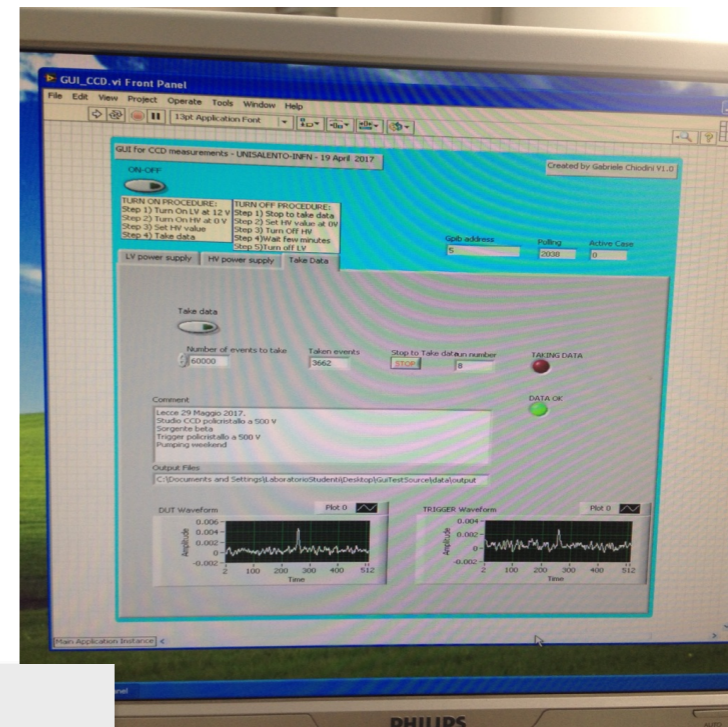 GUI_CCD.vi Front Panel
File Edit View Project Operate Tools Window Help
13pt Application Font
GUI for CCD measurements - UNISALENTO-INFN - 19 April 2017
Created by Gabriele Chiodini V1.0
ON-OFF
TURN ON PROCEDURE:
Step 1) Turn On LV at 12 V
Step 2) Turn On HV at 0 V
Step 3) Set HV value
Step 4) Take data
TURN OFF PROCEDURE:
Step 1) Stop to take data
Step 2) Set HV value at 0V
Step 3) Turn Off HV
Step 4)Wait few minutes
Step 5)Turn off LV
Gpib address
5
Polling
2038
Active Case
0
LV power supply HV power supply Take Data
Take data
Number of events to take
60000
Taken events
3662
Stop to Take data
STOP
run number
8
TAKING DATA
DATA OK
Comment
Lecce 29 Maggio 2017.
Studio CCD policristallo a 500 V
Sorgente beta
Trigger policristallo a 500 V
Pumping weekend
Output Files
C:\Documents and Settings\LaboratorioStudenti\Desktop\GuiTestSource\data\output
DUT Waveform
Plot 0
Amplitude
0.006
0.004
0.002
0
-0.002
2 100 200 300 400 512
Time
TRIGGER Waveform
Plot 0
Amplitude
0.004
0.002
0
-0.002
2 100 200 300 400 512
Time
Main Application Instance
PHILIPS